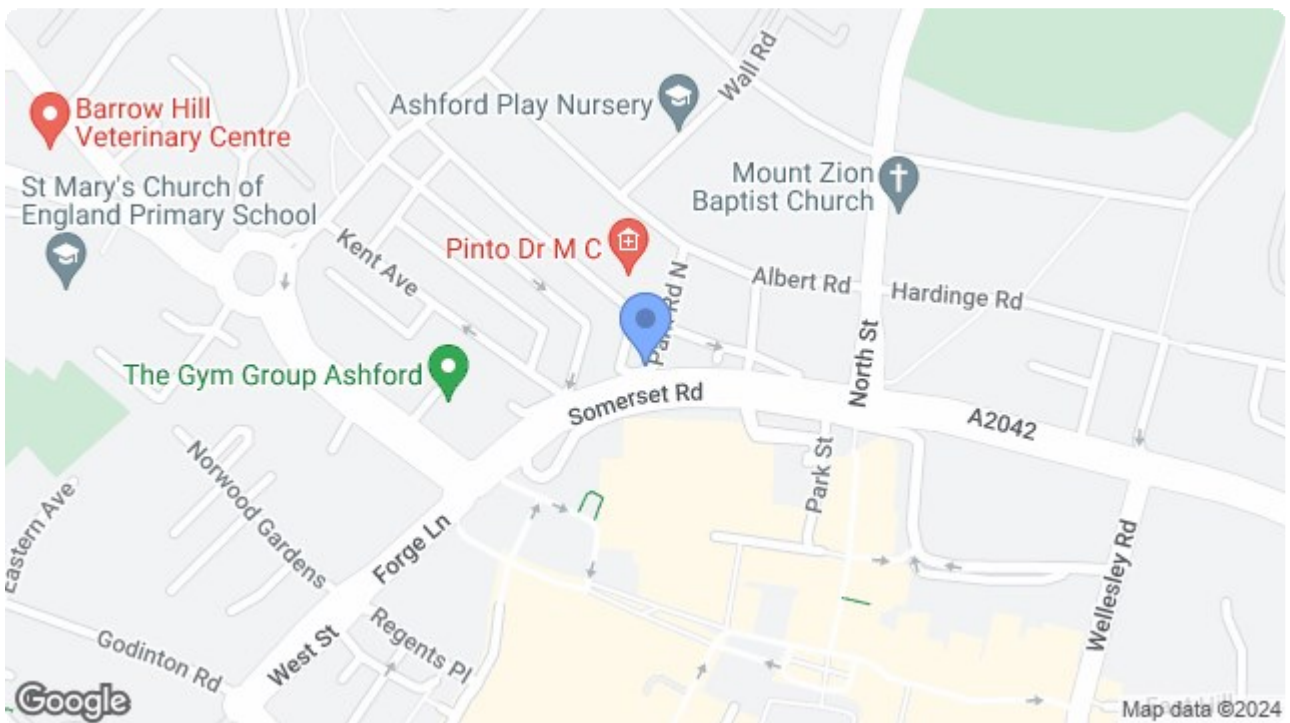 Wall Rd
Ashford Play Nursery
Barrow Hill
Veterinary Centre
Mount Zion
Baptist Church
St Mary's Church of
England Primary School
Kent Ave
Pinto Dr M C
Park Rd N
Albert Rd
Hardinge Rd
The Gym Group Ashford
Somerset Rd
North St
A2042
Norwood Gardens
Park St
Eastern Ave
Forge Ln
Wellesley Rd
Regents Pl
Godinton Rd
West St
Google
East Hill
Map data ©2024